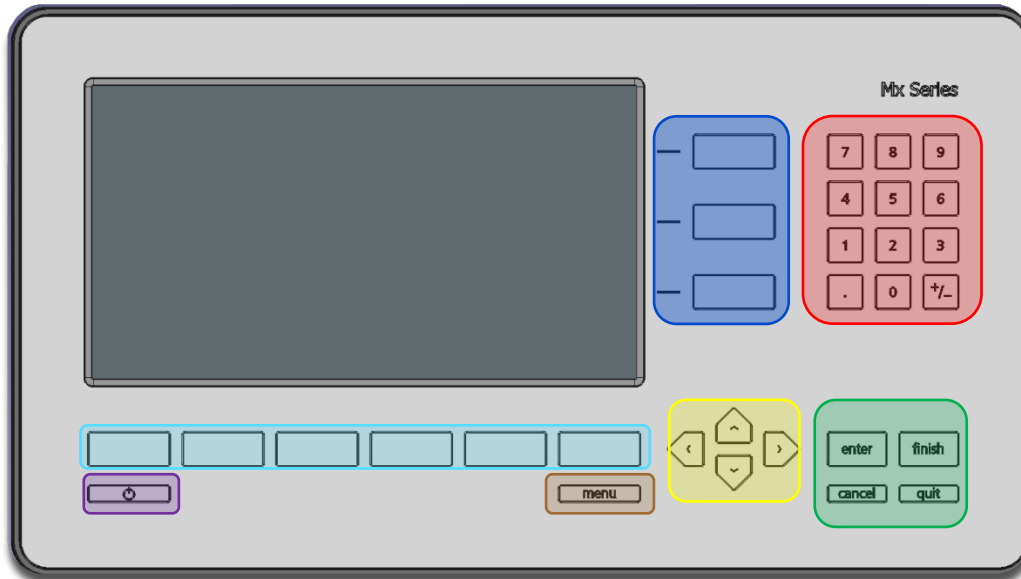 Mx Series
7 8 9
4 5 6
1 2 3
. 0 +/-
enter finish
cancel quit
menu